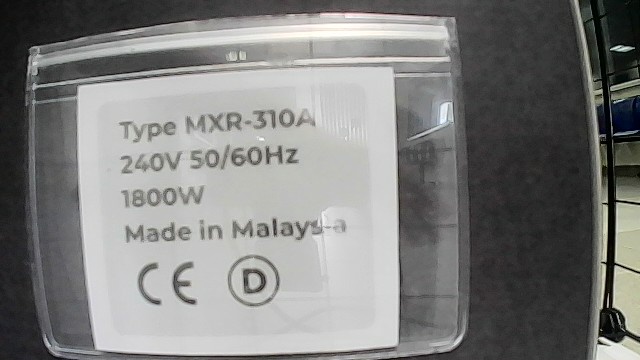 Type MXR-310A
240V 50/60Hz
1800W
Made in Malays-a
CE D